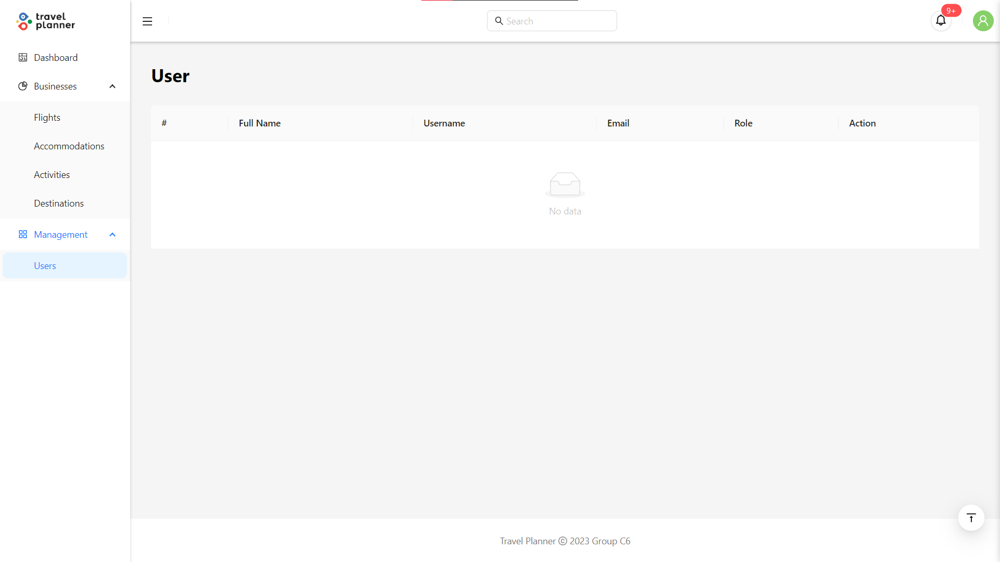 travel
planner
Search
9+
Dashboard
Businesses
Flights
Accommodations
Activities
Destinations
Management
Users
User
# Full Name Username Email Role Action
No data
Travel Planner © 2023 Group C6